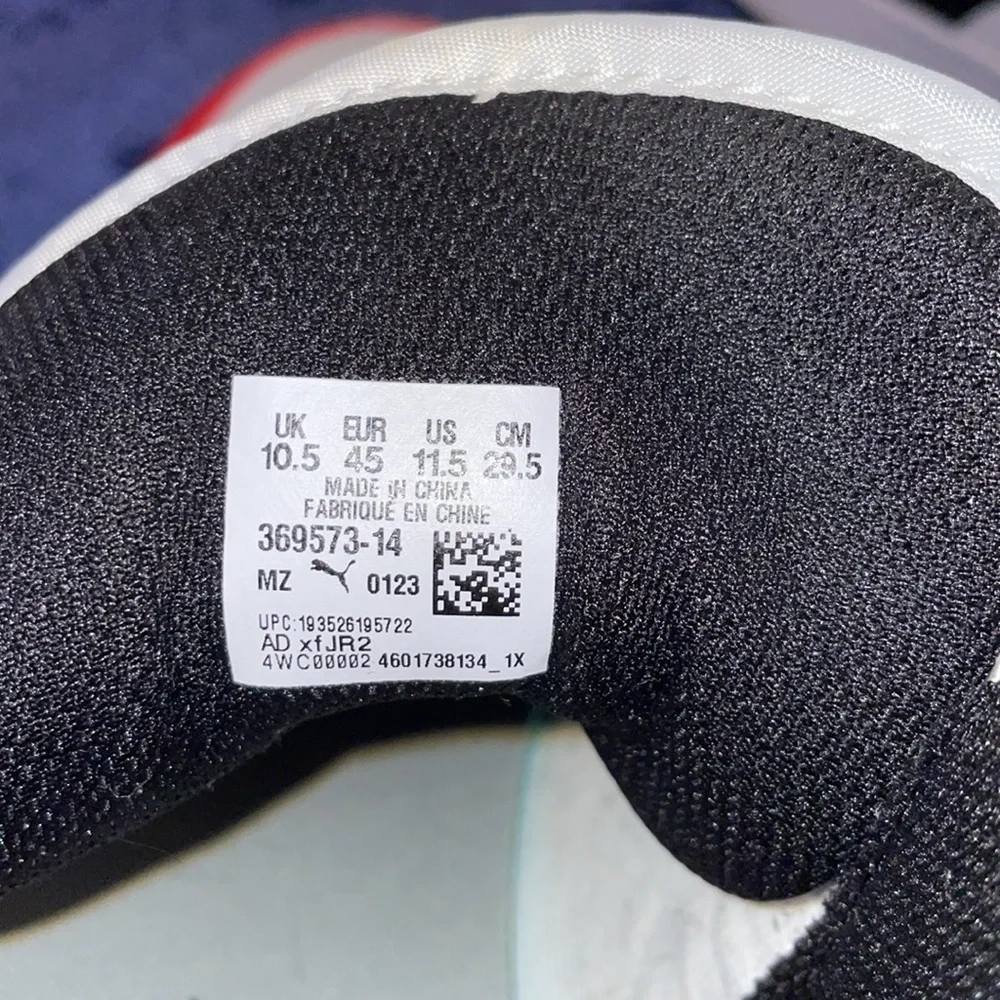 UK EUR US CM
10.5 45 11.5 29.5
MADE IN CHINA
FABRIQUÉ EN CHINE
369573-14
MZ 0123
UPC:193526195722
AD xfJR2
4WC00002 4601738134_1X